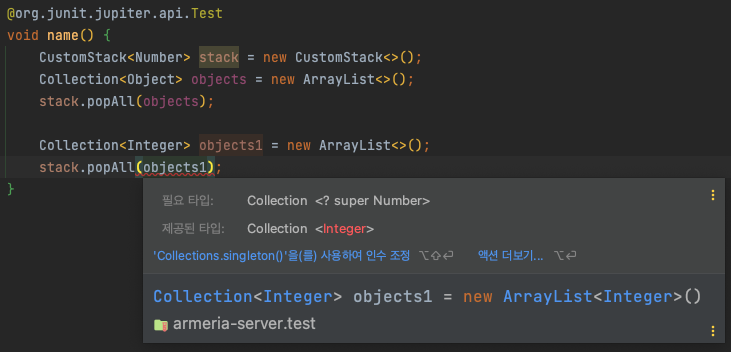 @org.junit.jupiter.api.Test
void name() {
CustomStack<Number> stack = new CustomStack<>();
Collection<Object> objects = new ArrayList<>();
stack.popAll(objects);
Collection<Integer> objects1 = new ArrayList<>();
stack.popAll(objects1);
}
필요 타입: Collection <? super Number>
제공된 타입: Collection <Integer>
'Collections.singleton()'을(를) 사용하여 인수 조정 ⌥⇧⏎ 액션 더보기... ⌥⏎
Collection<Integer> objects1 = new ArrayList<Integer>()
armeria-server.test